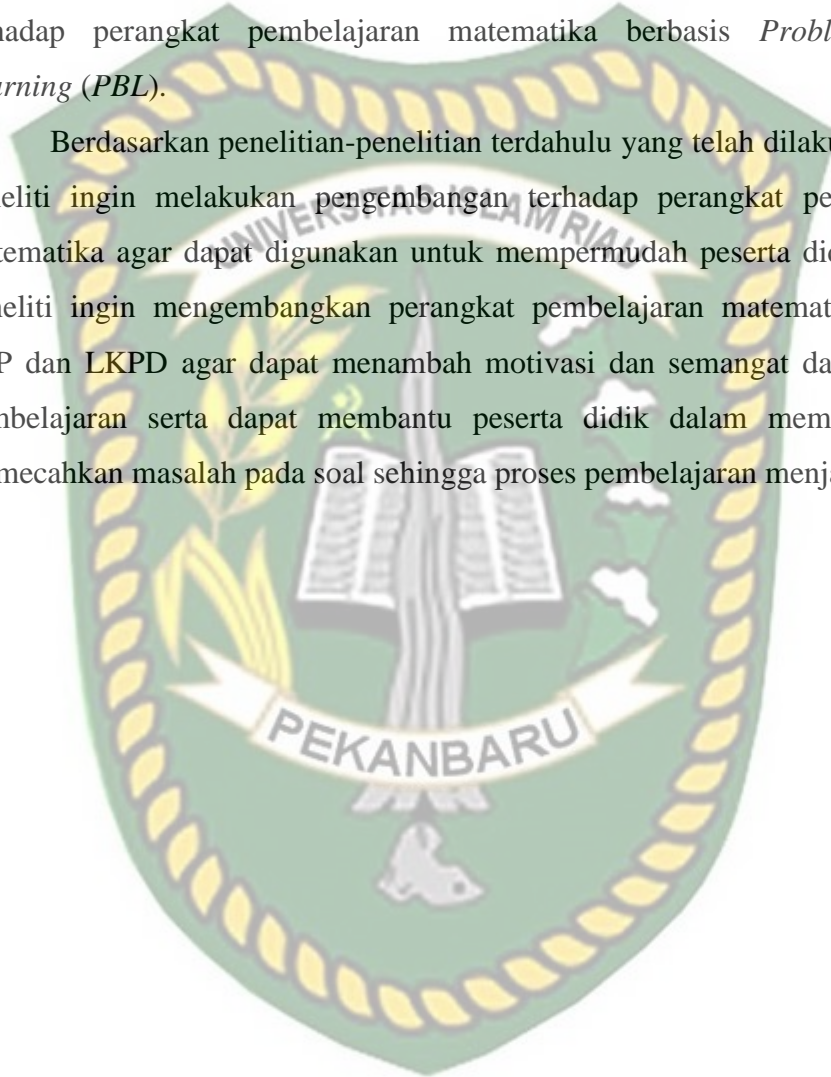 hadap perangkat pembelajaran matematika berbasis Probl
arning (PBL).
Berdasarkan penelitian-penelitian terdahulu yang telah dilaku
eliti ingin melakukan pengembangan terhadap perangkat pe
UNIVERSITAS ISLAM RIAU
tematika agar dapat digunakan untuk mempermudah peserta did
eliti ingin mengembangkan perangkat pembelajaran matemat
P dan LKPD agar dapat menambah motivasi dan semangat da
mbelajaran serta dapat membantu peserta didik dalam mem
mecahkan masalah pada soal sehingga proses pembelajaran menja
PEKANBARU